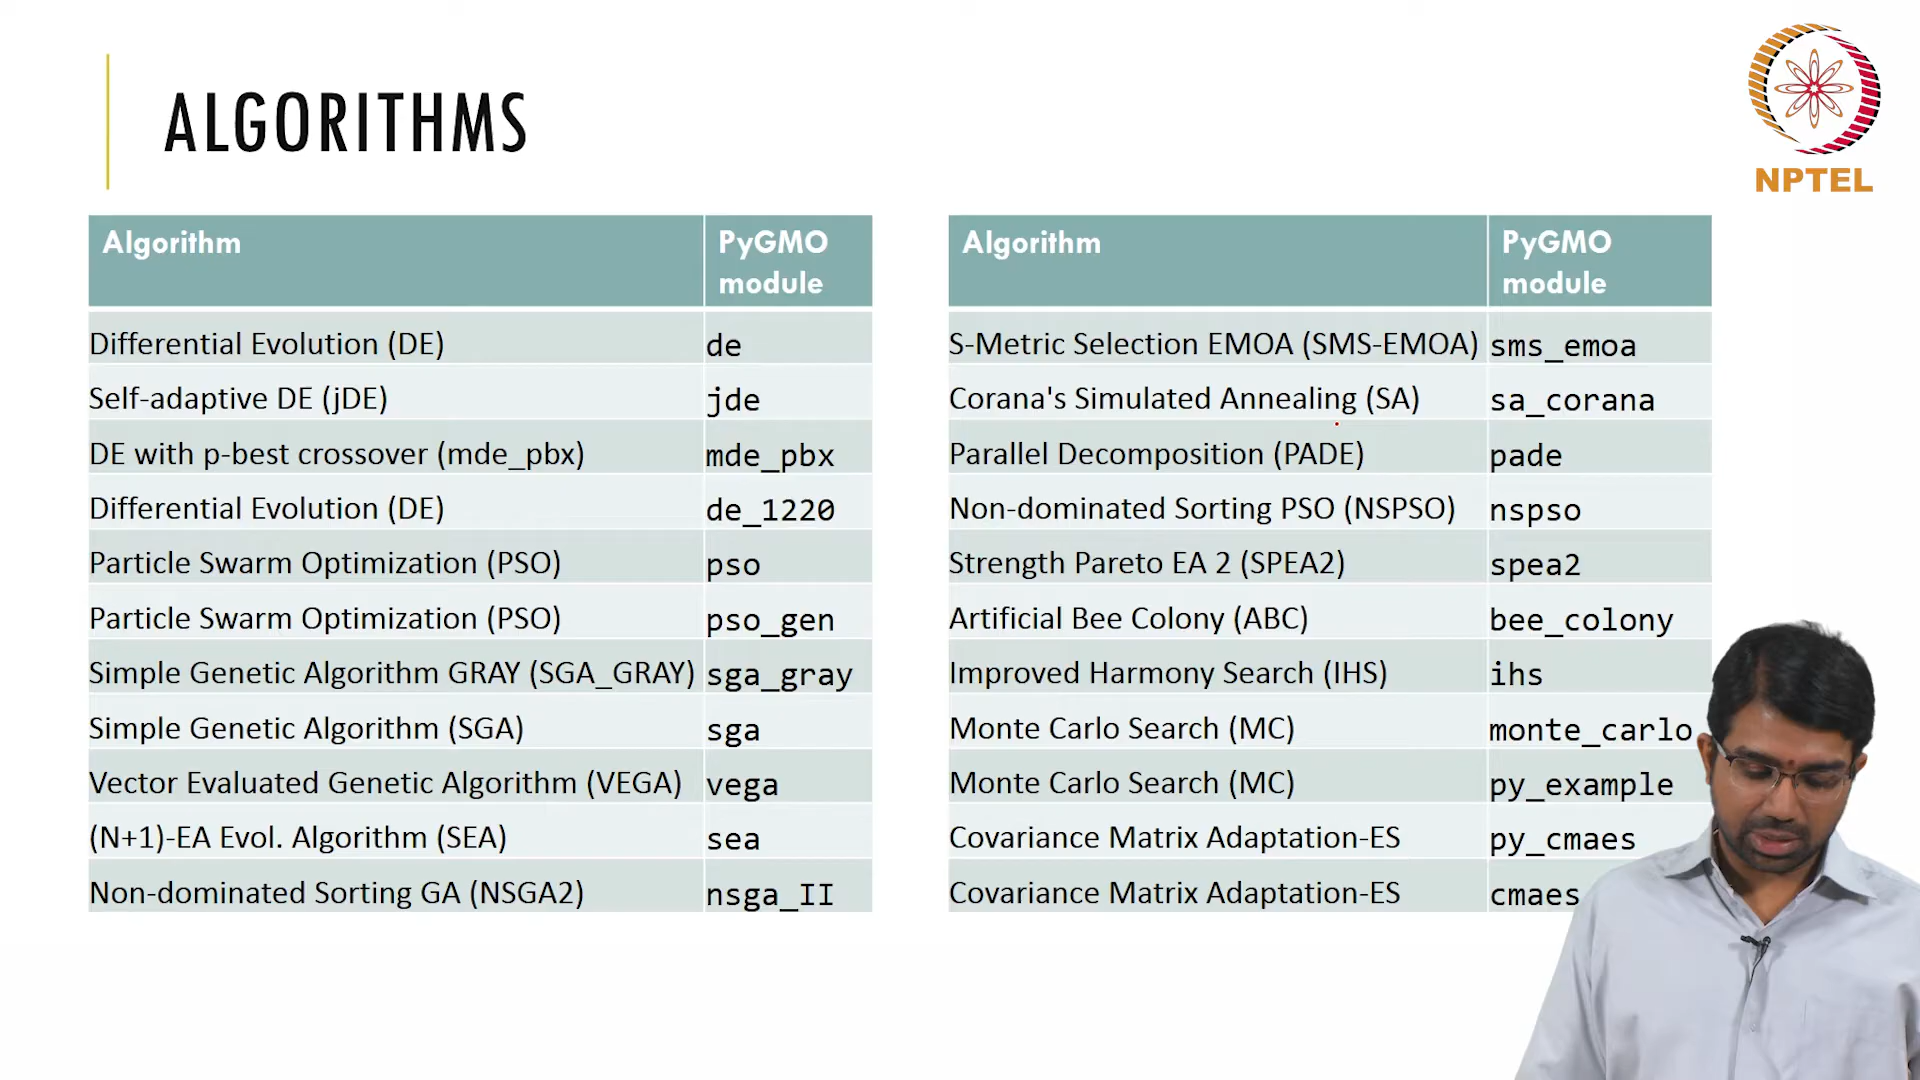 ALGORITHMS
NPTEL
Algorithm PyGMO module
Differential Evolution (DE) de
Self-adaptive DE (jDE) jde
DE with p-best crossover (mde_pbx) mde_pbx
Differential Evolution (DE) de_1220
Particle Swarm Optimization (PSO) pso
Particle Swarm Optimization (PSO) pso_gen
Simple Genetic Algorithm GRAY (SGA_GRAY) sga_gray
Simple Genetic Algorithm (SGA) sga
Vector Evaluated Genetic Algorithm (VEGA) vega
(N+1)-EA Evol. Algorithm (SEA) sea
Non-dominated Sorting GA (NSGA2) nsga_II
Algorithm PyGMO module
S-Metric Selection EMOA (SMS-EMOA) sms_emoa
Corana's Simulated Annealing (SA) sa_corana
Parallel Decomposition (PADE) pade
Non-dominated Sorting PSO (NSPSO) nspso
Strength Pareto EA 2 (SPEA2) spea2
Artificial Bee Colony (ABC) bee_colony
Improved Harmony Search (IHS) ihs
Monte Carlo Search (MC) monte_carlo
Monte Carlo Search (MC) py_example
Covariance Matrix Adaptation-ES py_cmaes
Covariance Matrix Adaptation-ES cmaes